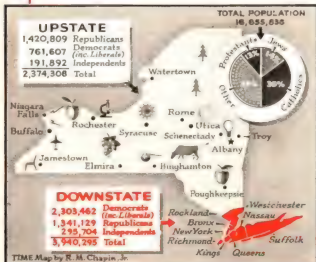 TOTAL POPULATION
16,655,635
UPSTATE
1,420,809 Republicans
761,607 Democrats
(inc. Liberals)
191,892 Independents
2,374,308 Total
Protestants
Jews
Catholics
Other
30%
Watertown
Niagara
Falls
Rochester
Rome
Utica
Buffalo
Syracuse
Schenectady
Troy
Albany
Jamestown
Elmira
Binghamton
Poughkeepsie
DOWNSTATE
2,303,462 Democrats
(inc. Liberals)
1,341,129 Republicans
295,704 Independents
3,940,295 Total
Westchester
Rockland
Nassau
Bronx
New York
Richmond
Suffolk
Kings
Queens
TIME Map by R. M. Chapin, Jr.